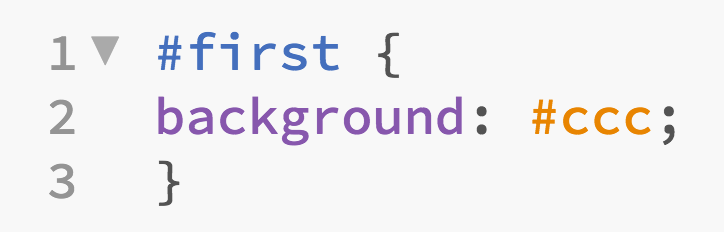 1 ▼ #first {
2 background: #ccc;
3 }